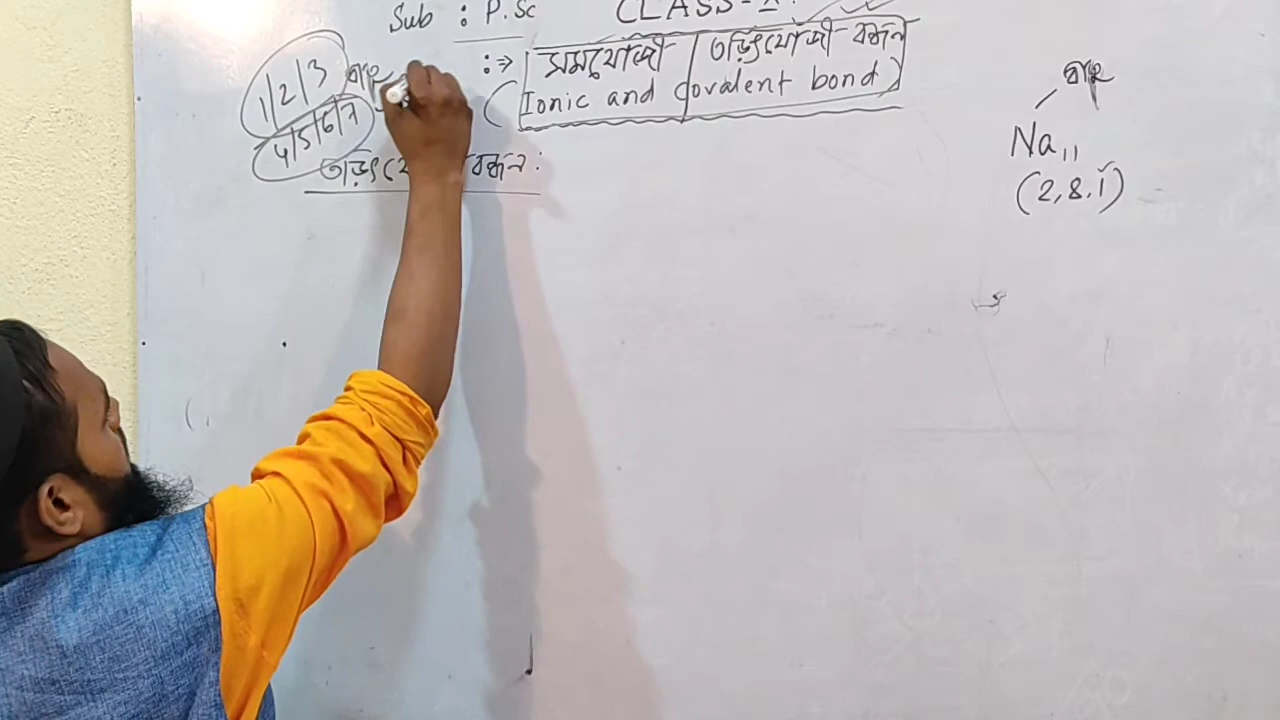 Sub : P.Sc CLASS-X
:⇒ সমযোজী / তড়িৎযোজী বন্ধন
(Ionic and covalent bond)
1/2/3
4/5/6/7
বন্ধন :
Na₁₁
(2,8,1)